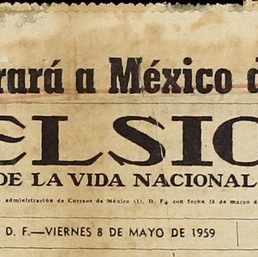 rará a México d
ELSIO
DE LA VIDA NACIONAL
administración de Correos de México (1), D. F., con fecha 18 de marzo d
D. F.—VIERNES 8 DE MAYO DE 1959